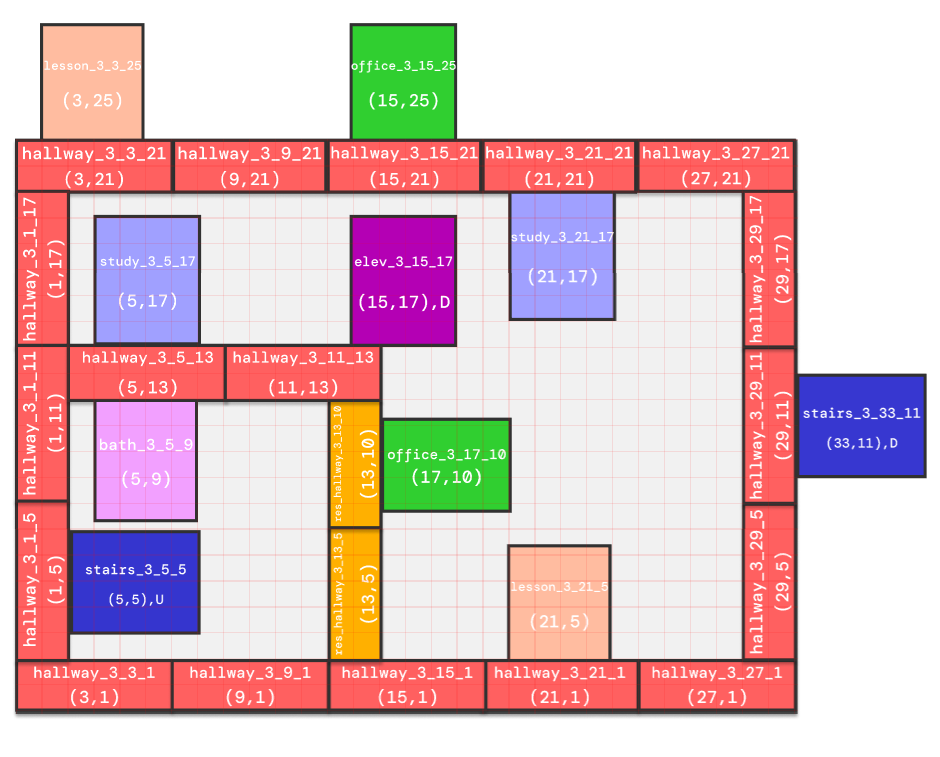 lesson_3_3_25
(3,25)
office_3_15_25
(15,25)
hallway_3_3_21
(3,21)
hallway_3_9_21
(9,21)
hallway_3_15_21
(15,21)
hallway_3_21_21
(21,21)
hallway_3_27_21
(27,21)
hallway_3_1_17
(1,17)
study_3_5_17
(5,17)
elev_3_15_17
(15,17),D
study_3_21_17
(21,17)
hallway_3_29_17
(29,17)
hallway_3_1_11
(1,11)
hallway_3_5_13
(5,13)
hallway_3_11_13
(11,13)
bath_3_5_9
(5,9)
res_hallway_3_13_10
(13,10)
office_3_17_10
(17,10)
hallway_3_29_11
(29,11)
stairs_3_33_11
(33,11),D
hallway_3_1_5
(1,5)
stairs_3_5_5
(5,5),U
res_hallway_3_13_5
(13,5)
lesson_3_21_5
(21,5)
hallway_3_29_5
(29,5)
hallway_3_3_1
(3,1)
hallway_3_9_1
(9,1)
hallway_3_15_1
(15,1)
hallway_3_21_1
(21,1)
hallway_3_27_1
(27,1)